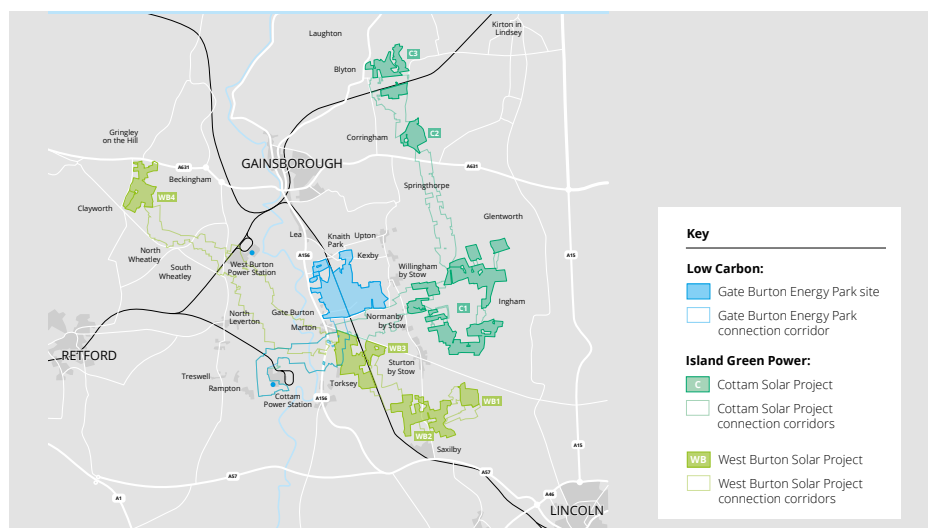 Laughton
Kirton in
Lindsey
C3
Blyton
Gringley
on the Hill
Corringham
C2
GAINSBOROUGH
A631
A631
Beckingham
WB4
Springthorpe
Clayworth
Glentworth
Lea
Knaith
Park
Upton
North
Wheatley
A156
Kexby
A15
West Burton
Power Station
South
Wheatley
Willingham
by Stow
Ingham
C1
Gate Burton
North
Leverton
Normanby
by Stow
Marton
RETFORD
WB3
Sturton
by Stow
Treswell
Rampton
Torksey
Cottam
Power Station
A156
WB1
WB2
Saxilby
A15
A57
A57
A1
A46
LINCOLN
Key
Low Carbon:
Gate Burton Energy Park site
Gate Burton Energy Park
connection corridor
Island Green Power:
C
Cottam Solar Project
Cottam Solar Project
connection corridors
WB
West Burton Solar Project
West Burton Solar Project
connection corridors